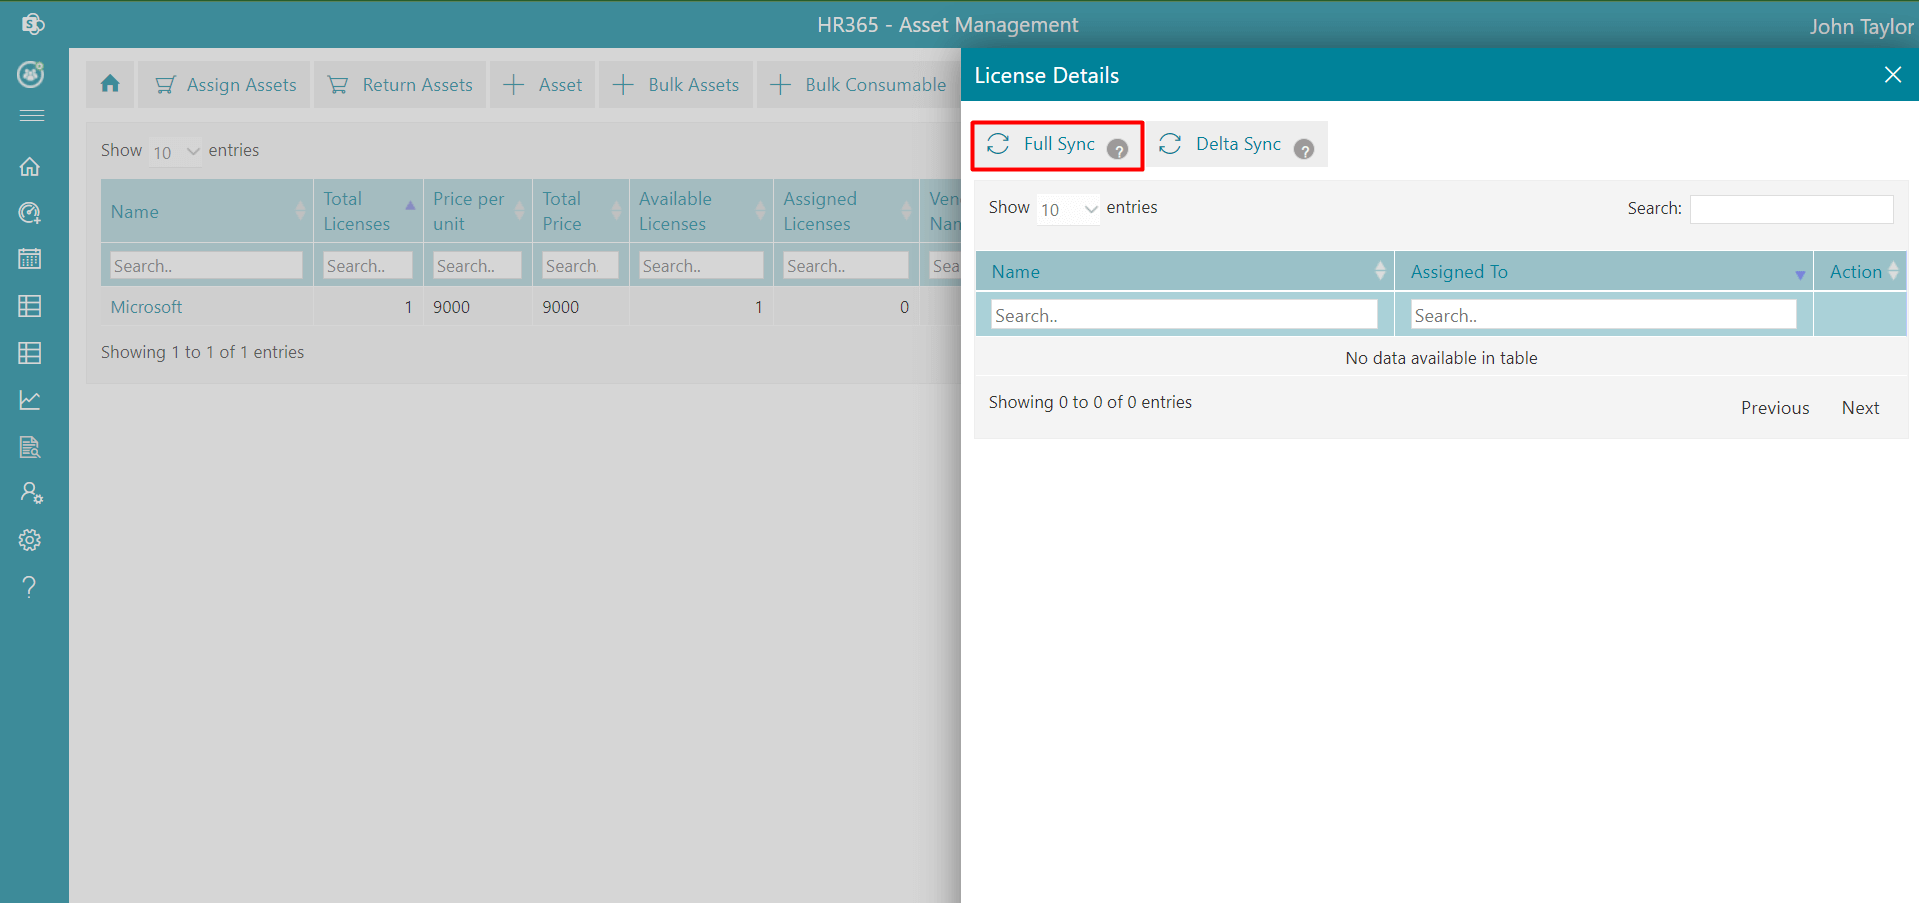 HR365 - Asset Management
John Taylor
Assign Assets
Return Assets
Asset
Bulk Assets
Bulk Consumable
Show 10 entries
Name
Total Licenses
Price per unit
Total Price
Available Licenses
Assigned Licenses
Search..
Search..
Search..
Search
Search..
Search..
Microsoft 1 9000 9000 1 0
Showing 1 to 1 of 1 entries
License Details
Full Sync ?
Delta Sync ?
Show 10 entries
Search:
Name
Assigned To
Action
Search..
Search..
No data available in table
Showing 0 to 0 of 0 entries
Previous
Next